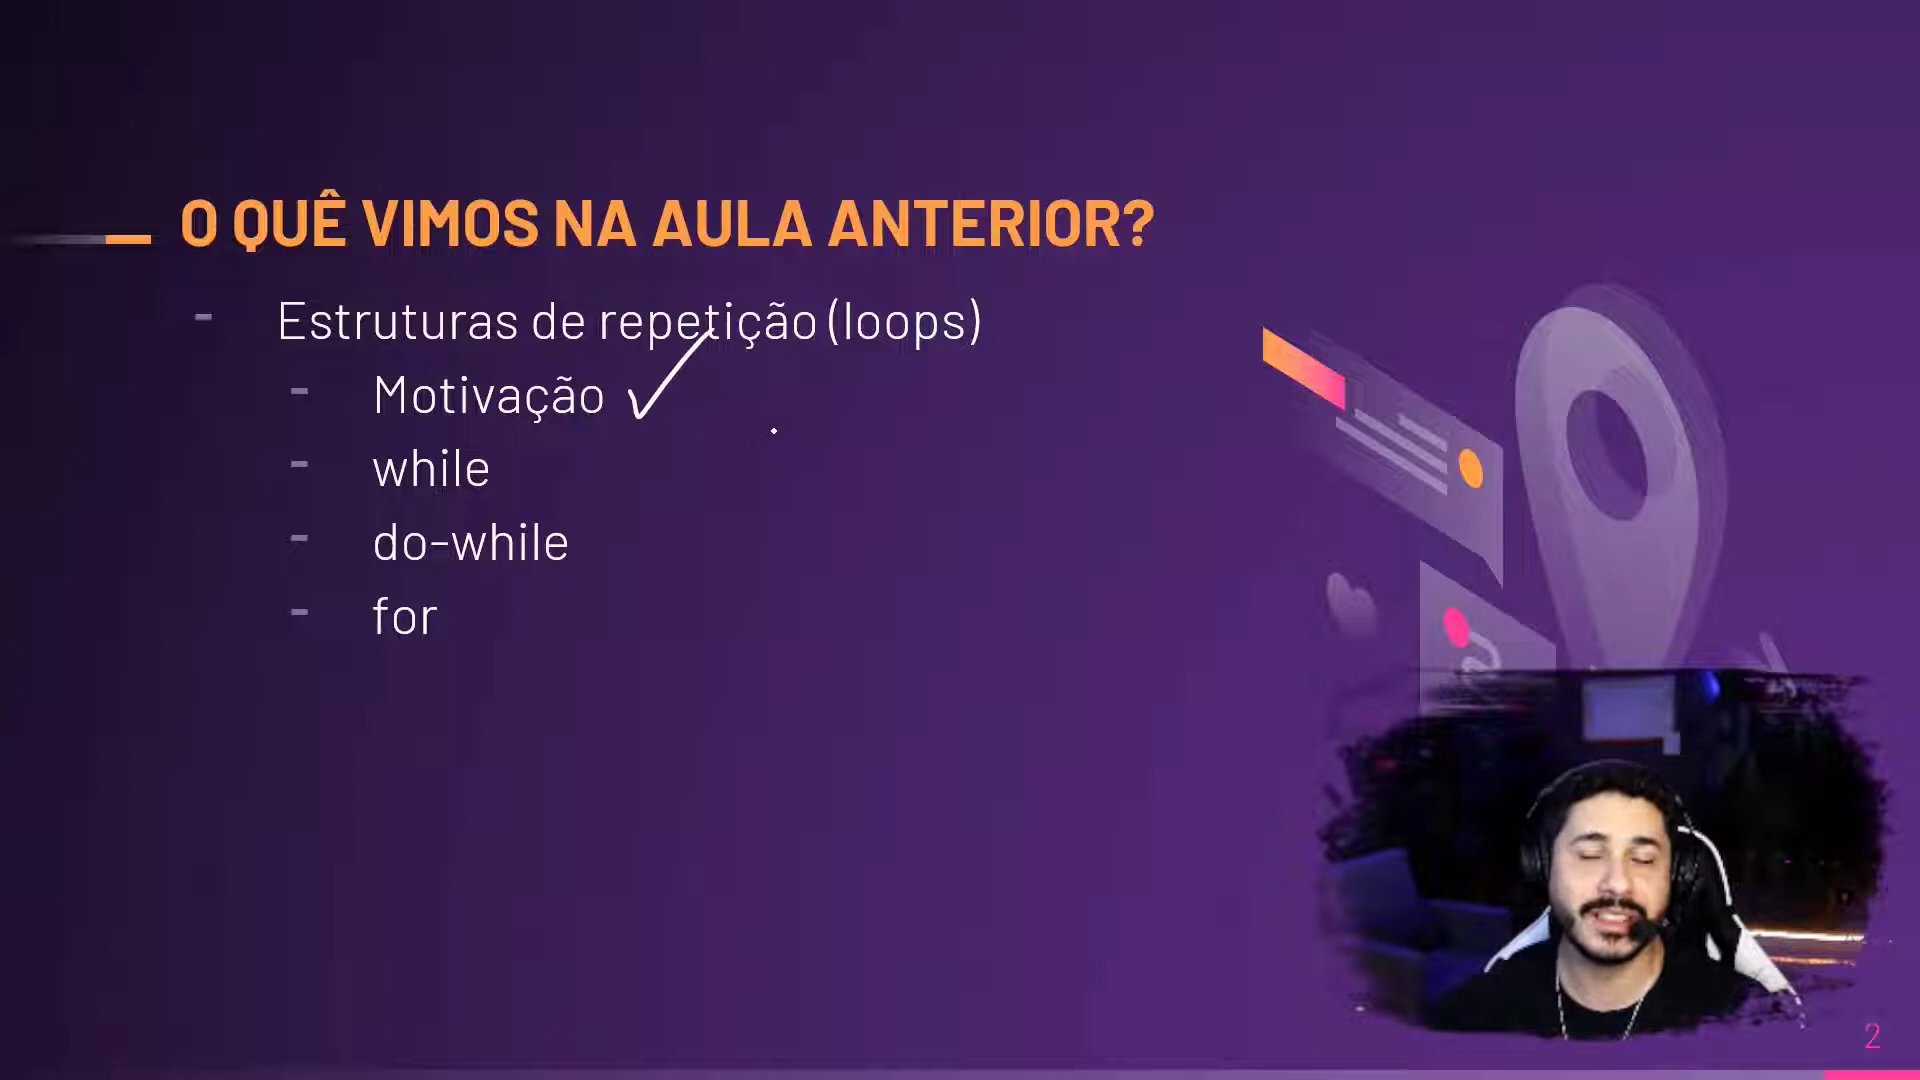 O QUÊ VIMOS NA AULA ANTERIOR?
- Estruturas de repetição (loops)
- Motivação ✓
- while
- do-while
- for
2